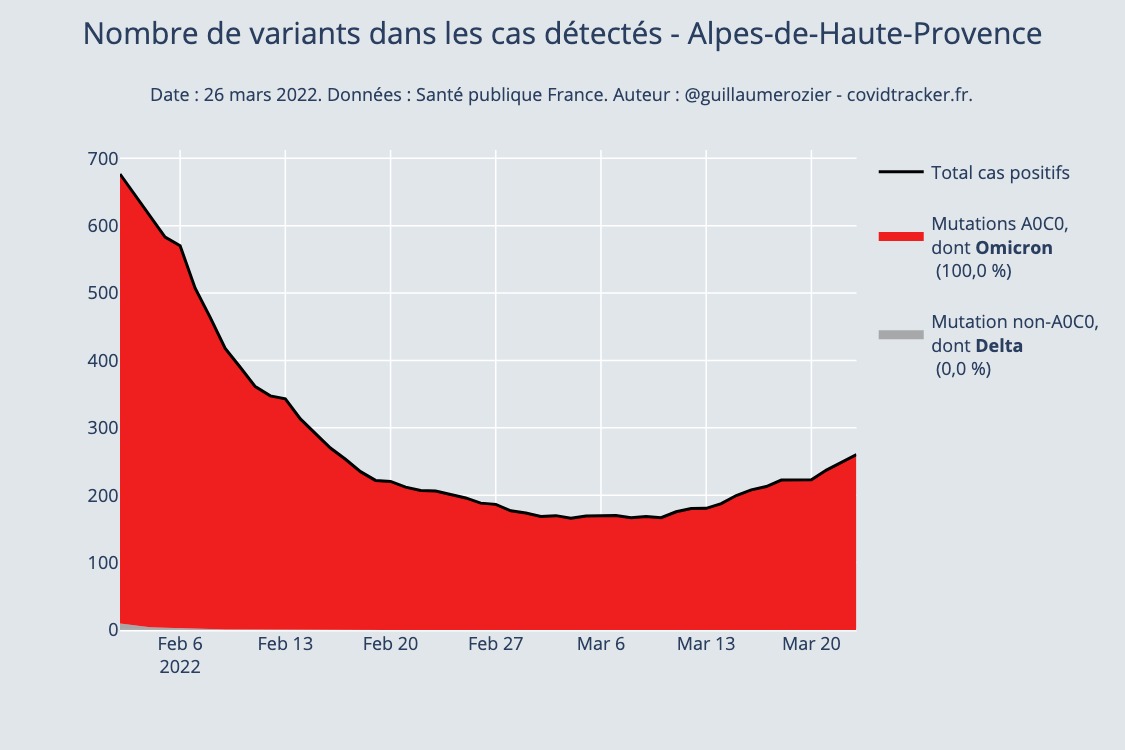 Nombre de variants dans les cas détectés - Alpes-de-Haute-Provence
Date : 26 mars 2022. Données : Santé publique France. Auteur : @guillaumerozier - covidtracker.fr.
700
600
500
400
300
200
100
0
Feb 6
2022
Feb 13
Feb 20
Feb 27
Mar 6
Mar 13
Mar 20
Total cas positifs
Mutations A0C0,
dont Omicron
(100,0 %)
Mutation non-A0C0,
dont Delta
(0,0 %)